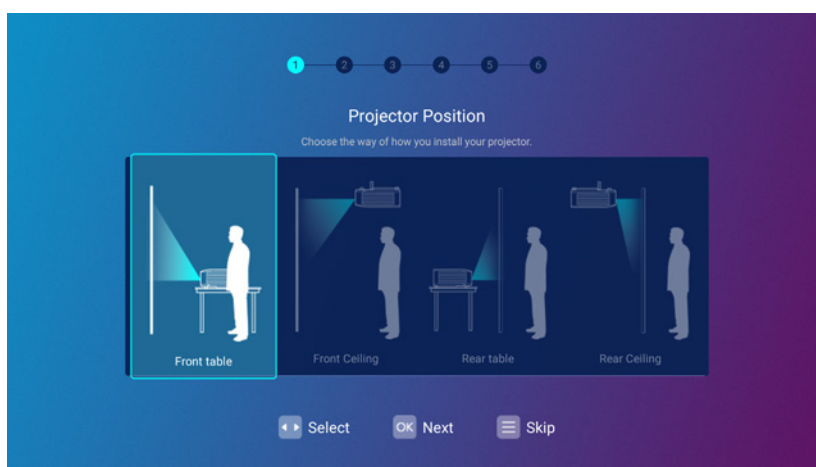 1 2 3 4 5 6
Projector Position
Choose the way of how you install your projector.
Front table Front Ceiling Rear table Rear Ceiling
Select OK Next Skip